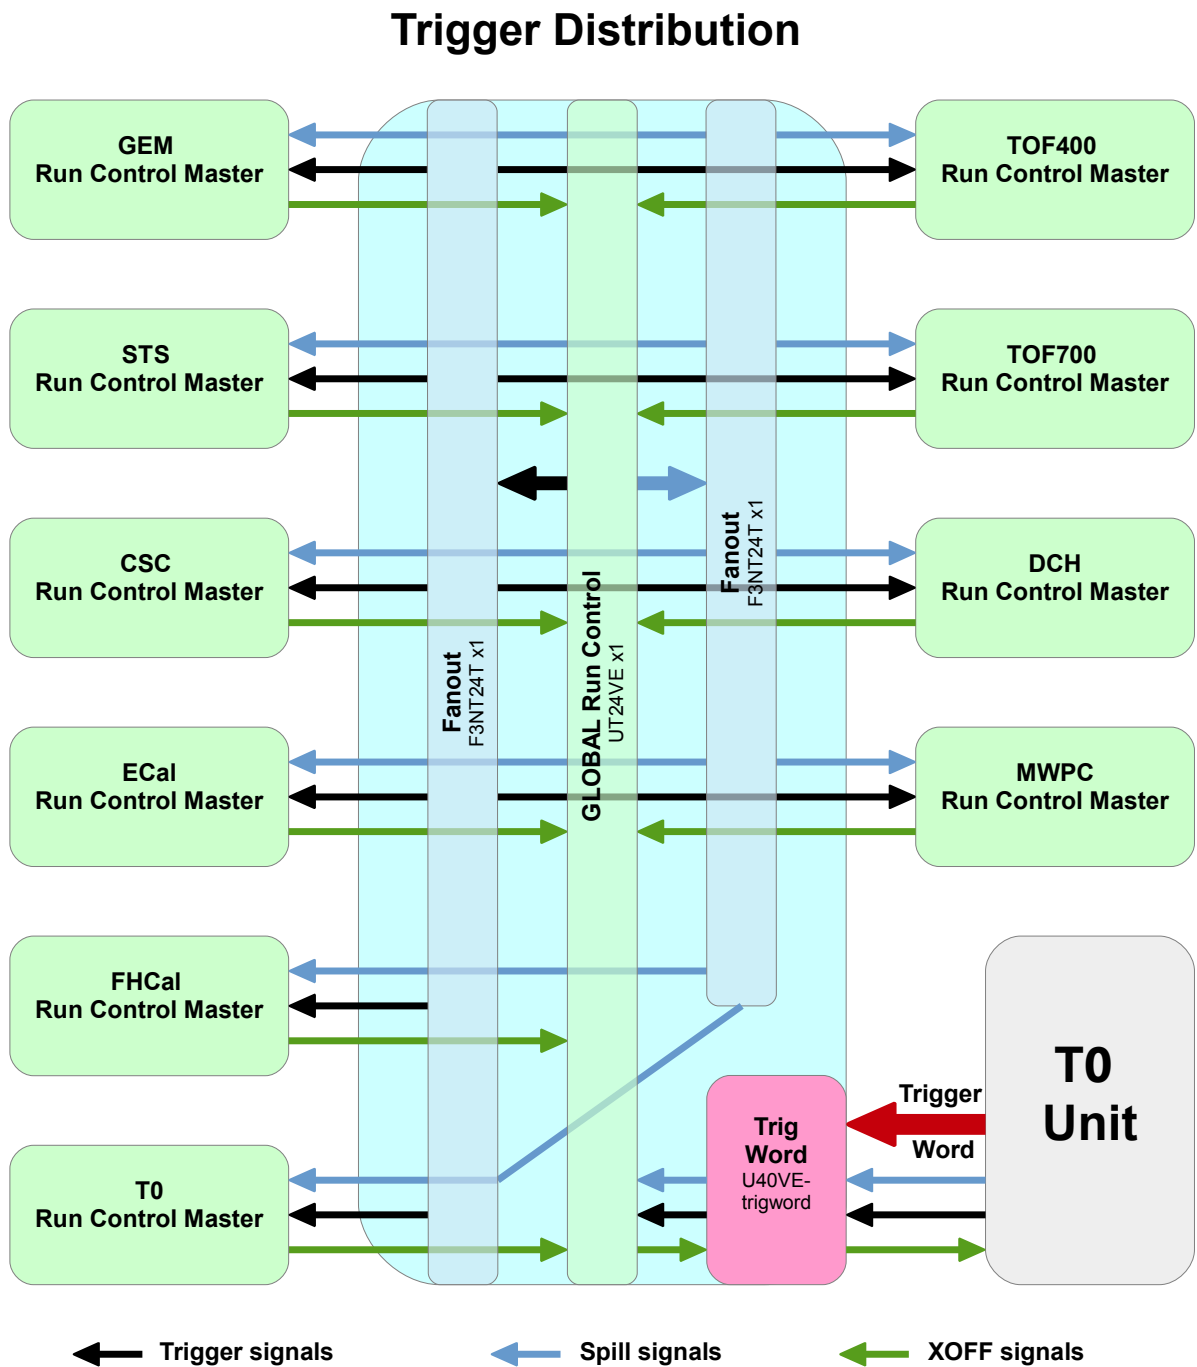 Trigger Distribution
GEM
Run Control Master
TOF400
Run Control Master
STS
Run Control Master
TOF700
Run Control Master
CSC
Run Control Master
DCH
Run Control Master
Fanout
F3NT24T x1
GLOBAL Run Control
UT24VE x1
Fanout
F3NT24T x1
ECal
Run Control Master
MWPC
Run Control Master
FHCal
Run Control Master
T0
Run Control Master
Trig
Word
U40VE-
trigword
Trigger
Word
T0
Unit
Trigger signals
Spill signals
XOFF signals